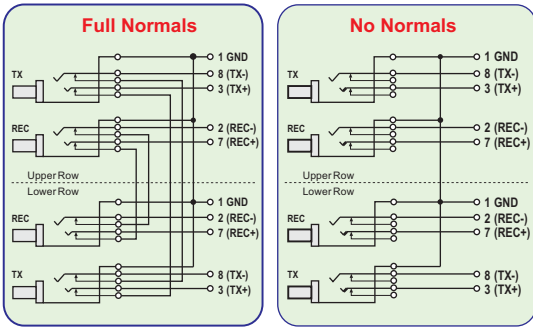 Full Normals
1 GND
TX
8 (TX-)
3 (TX+)
REC
2 (REC-)
7 (REC+)
Upper Row
Lower Row
1 GND
REC
2 (REC-)
7 (REC+)
TX
8 (TX-)
3 (TX+)
No Normals
1 GND
TX
8 (TX-)
3 (TX+)
REC
2 (REC-)
7 (REC+)
Upper Row
Lower Row
1 GND
REC
2 (REC-)
7 (REC+)
TX
8 (TX-)
3 (TX+)